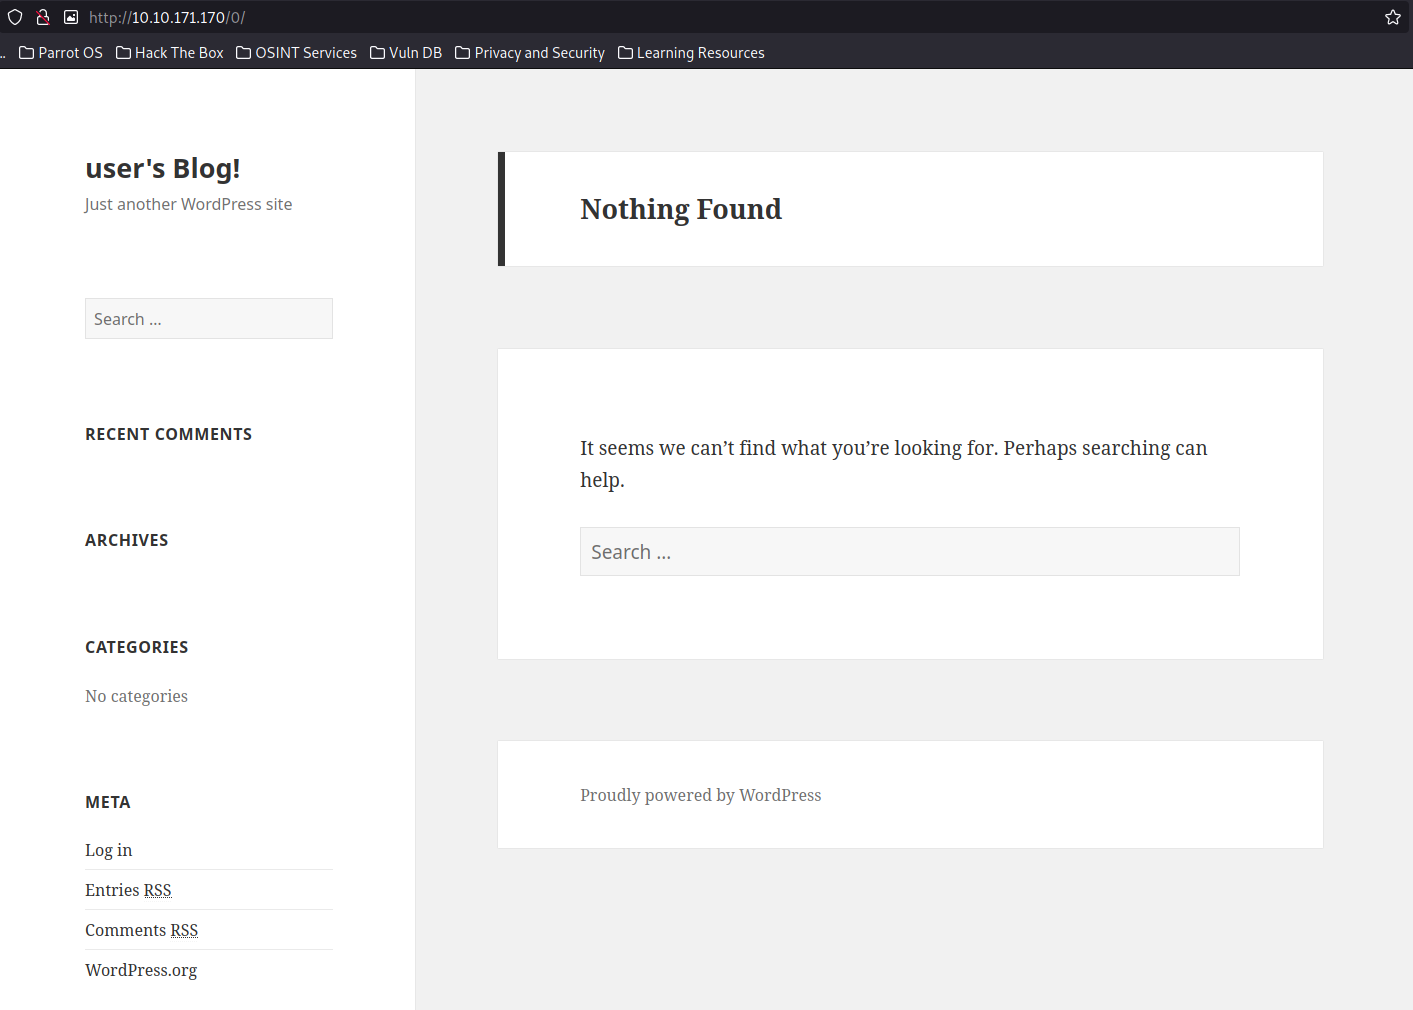 http://10.10.171.170/0/
.. Parrot OS Hack The Box OSINT Services Vuln DB Privacy and Security Learning Resources
user's Blog!
Just another WordPress site
Search ...
RECENT COMMENTS
ARCHIVES
CATEGORIES
No categories
META
Log in
Entries RSS
Comments RSS
WordPress.org
Nothing Found
It seems we can’t find what you’re looking for. Perhaps searching can
help.
Search ...
Proudly powered by WordPress